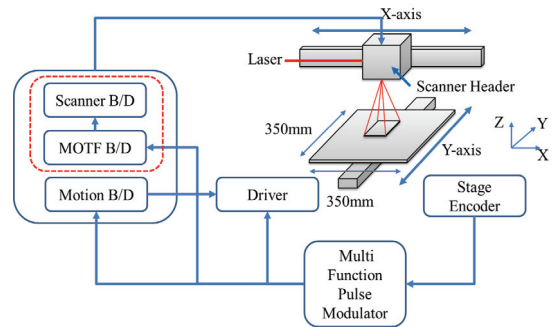 X-axis
Laser
Scanner Header
Scanner B/D
MOTF B/D
Motion B/D
Driver
350mm
350mm
Y-axis
Z
Y
X
Stage
Encoder
Multi
Function
Pulse
Modulator